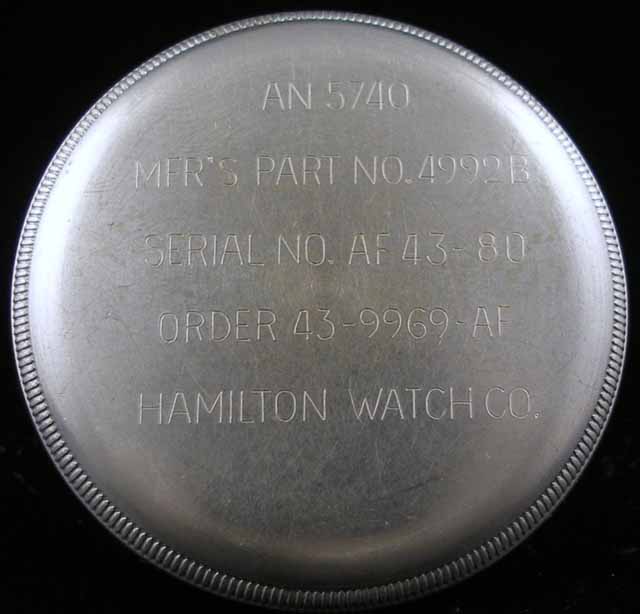 AN 5740
MFR'S PART NO. 4992B
SERIAL NO. AF 43-80
ORDER 43-9969-AF
HAMILTON WATCH CO.